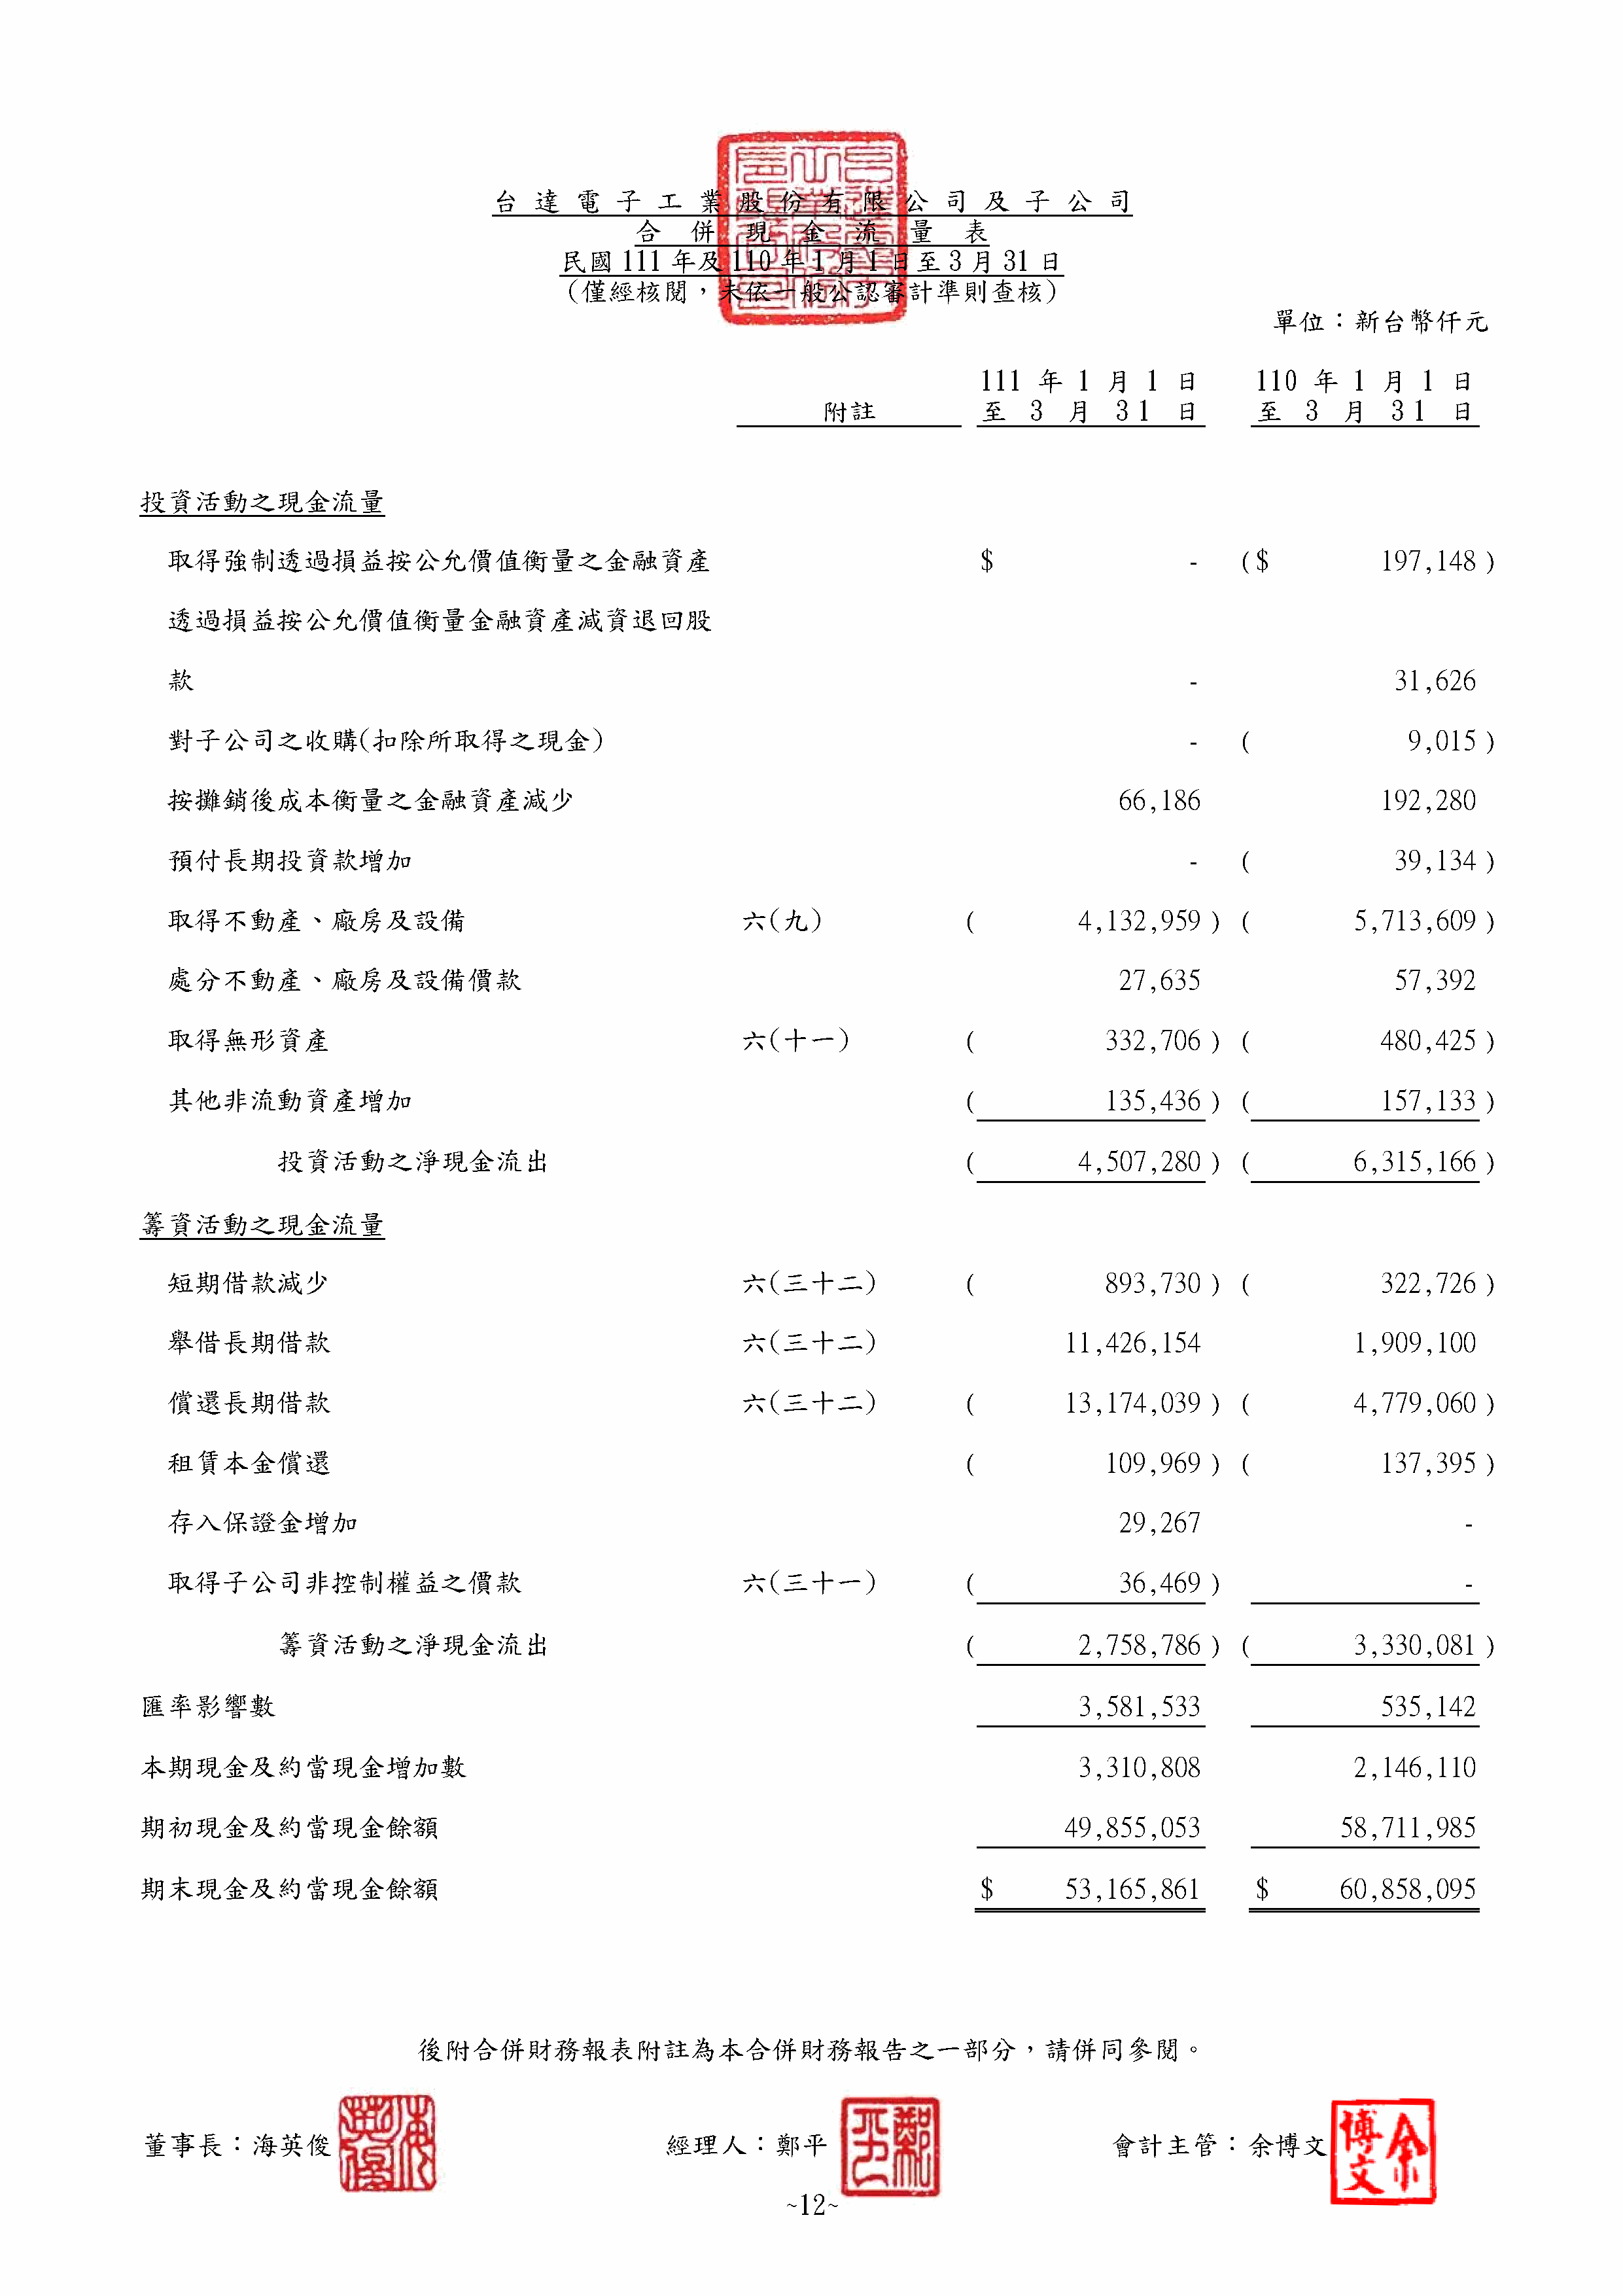 台達電子工業股份有限公司及子公司
合併現金流量表
民國 111 年及 110 年 1 月 1 日至 3 月 31 日
(僅經核閱，未依一般公認審計準則查核)
單位：新台幣仟元
111 年 1 月 1 日 110 年 1 月 1 日
附註 至 3 月 31 日 至 3 月 31 日
投資活動之現金流量
取得強制透過損益按公允價值衡量之金融資產 $ - ($ 197,148 )
透過損益按公允價值衡量金融資產減資退回股
款 - 31,626
對子公司之收購(扣除所取得之現金) - ( 9,015 )
按攤銷後成本衡量之金融資產減少 66,186 192,280
預付長期投資款增加 - ( 39,134 )
取得不動產、廠房及設備 六(九) ( 4,132,959 ) ( 5,713,609 )
處分不動產、廠房及設備價款 27,635 57,392
取得無形資產 六(十一) ( 332,706 ) ( 480,425 )
其他非流動資產增加 ( 135,436 ) ( 157,133 )
投資活動之淨現金流出 ( 4,507,280 ) ( 6,315,166 )
籌資活動之現金流量
短期借款減少 六(三十二) ( 893,730 ) ( 322,726 )
舉借長期借款 六(三十二) 11,426,154 1,909,100
償還長期借款 六(三十二) ( 13,174,039 ) ( 4,779,060 )
租賃本金償還 ( 109,969 ) ( 137,395 )
存入保證金增加 29,267 -
取得子公司非控制權益之價款 六(三十一) ( 36,469 ) -
籌資活動之淨現金流出 ( 2,758,786 ) ( 3,330,081 )
匯率影響數 3,581,533 535,142
本期現金及約當現金增加數 3,310,808 2,146,110
期初現金及約當現金餘額 49,855,053 58,711,985
期末現金及約當現金餘額 $ 53,165,861 $ 60,858,095
後附合併財務報表附註為本合併財務報告之一部分，請併同參閱。
董事長：海英俊 經理人：鄭平 會計主管：余博文
海英俊 鄭平 余博文
~12~